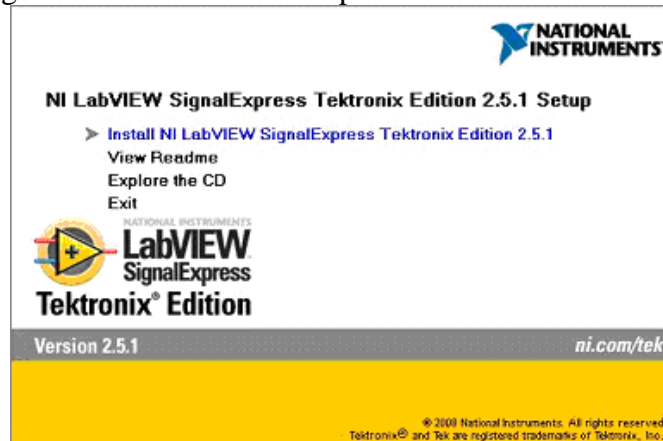 NATIONAL
INSTRUMENTS
NI LabVIEW SignalExpress Tektronix Edition 2.5.1 Setup
Install NI LabVIEW SignalExpress Tektronix Edition 2.5.1
View Readme
Explore the CD
Exit
NATIONAL INSTRUMENTS
LabVIEW
SignalExpress
Tektronix® Edition
Version 2.5.1
ni.com/tek
© 2008 National Instruments. All rights reserved
Tektronix® and Tek are registered trademarks of Tektronix, Inc.